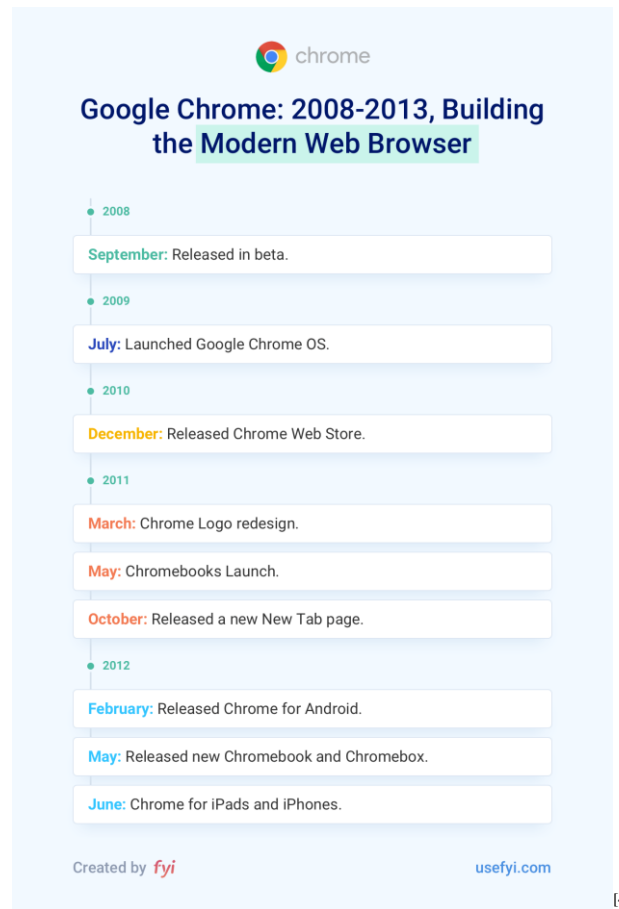 chrome
Google Chrome: 2008-2013, Building
the Modern Web Browser
2008
September: Released in beta.
2009
July: Launched Google Chrome OS.
2010
December: Released Chrome Web Store.
2011
March: Chrome Logo redesign.
May: Chromebooks Launch.
October: Released a new New Tab page.
2012
February: Released Chrome for Android.
May: Released new Chromebook and Chromebox.
June: Chrome for iPads and iPhones.
Created by fyi
usefyi.com